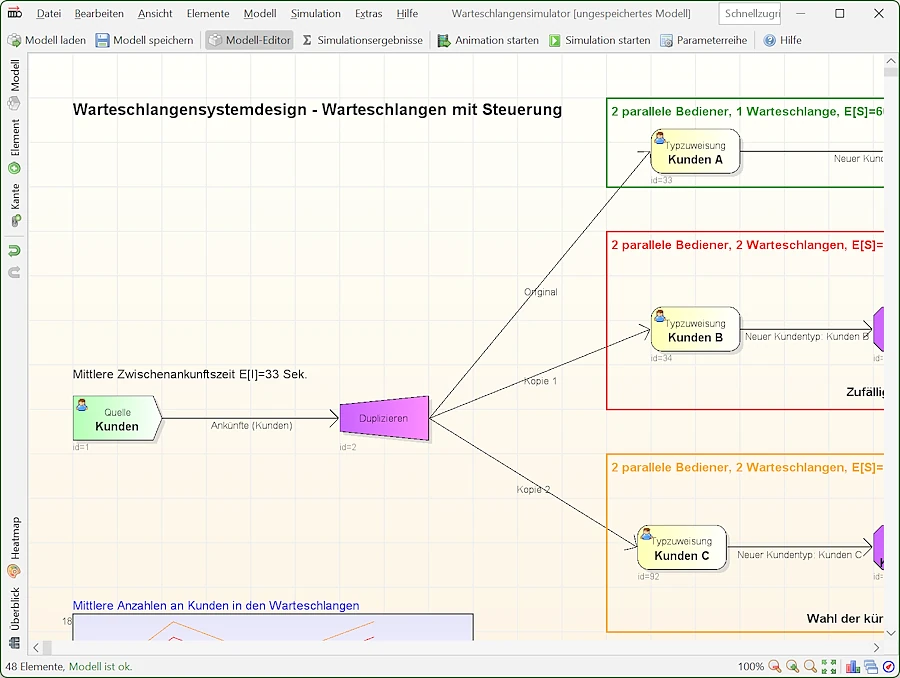 Datei Bearbeiten Ansicht Elemente Modell Simulation Extras Hilfe Warteschlangensimulator [ungespeichertes Modell] Schnellzugri
Modell laden Modell speichern Modell-Editor Simulationsergebnisse Animation starten Simulation starten Parameterreihe Hilfe
Modell
Element
Kante
Heatmap
Überblick
Warteschlangensystemdesign - Warteschlangen mit Steuerung
2 parallele Bediener, 1 Warteschlange, E[S]=6
Typzuweisung
Kunden A
Neuer Kund
id=33
2 parallele Bediener, 2 Warteschlangen, E[S]=
Original
Typzuweisung
Kunden B
Neuer Kundentyp: Kunden B
id=34
id=
Mittlere Zwischenankunftszeit E[I]=33 Sek.
Kopie 1
Zufällig
Quelle
Kunden
Ankünfte (Kunden)
Duplizieren
id=1
id=2
2 parallele Bediener, 2 Warteschlangen, E[S]=
Kopie 2
Typzuweisung
Kunden C
Neuer Kundentyp: Kunden C
id=92
id=
Mittlere Anzahlen an Kunden in den Warteschlangen
Wahl der kür
18
48 Elemente, Modell ist ok.
100%